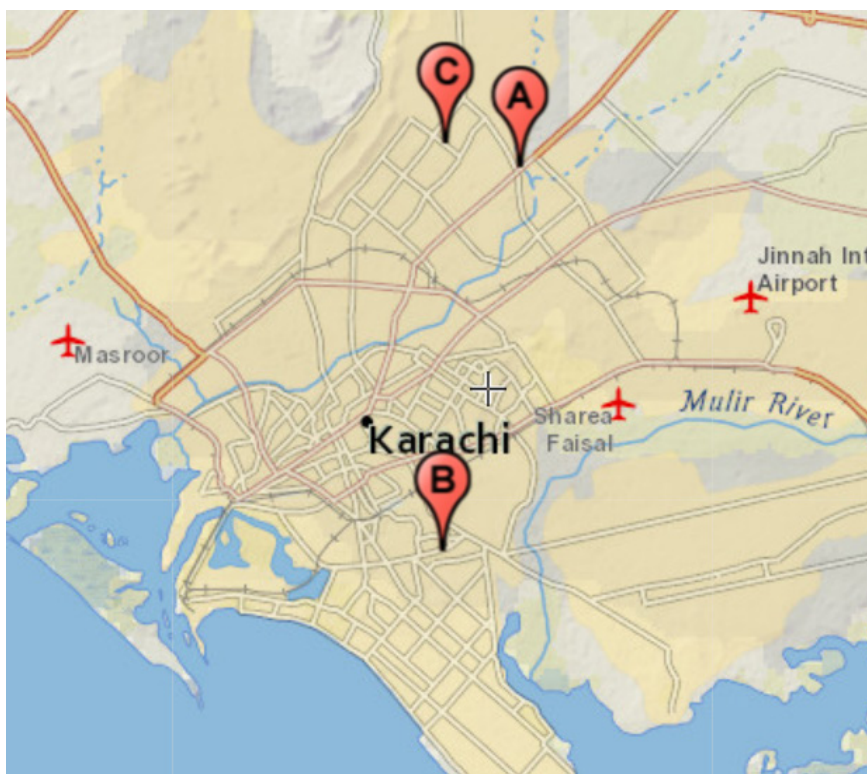 C
A
Jinnah Int
Airport
Masroor
Mulir River
Sharea
Faisal
Karachi
B